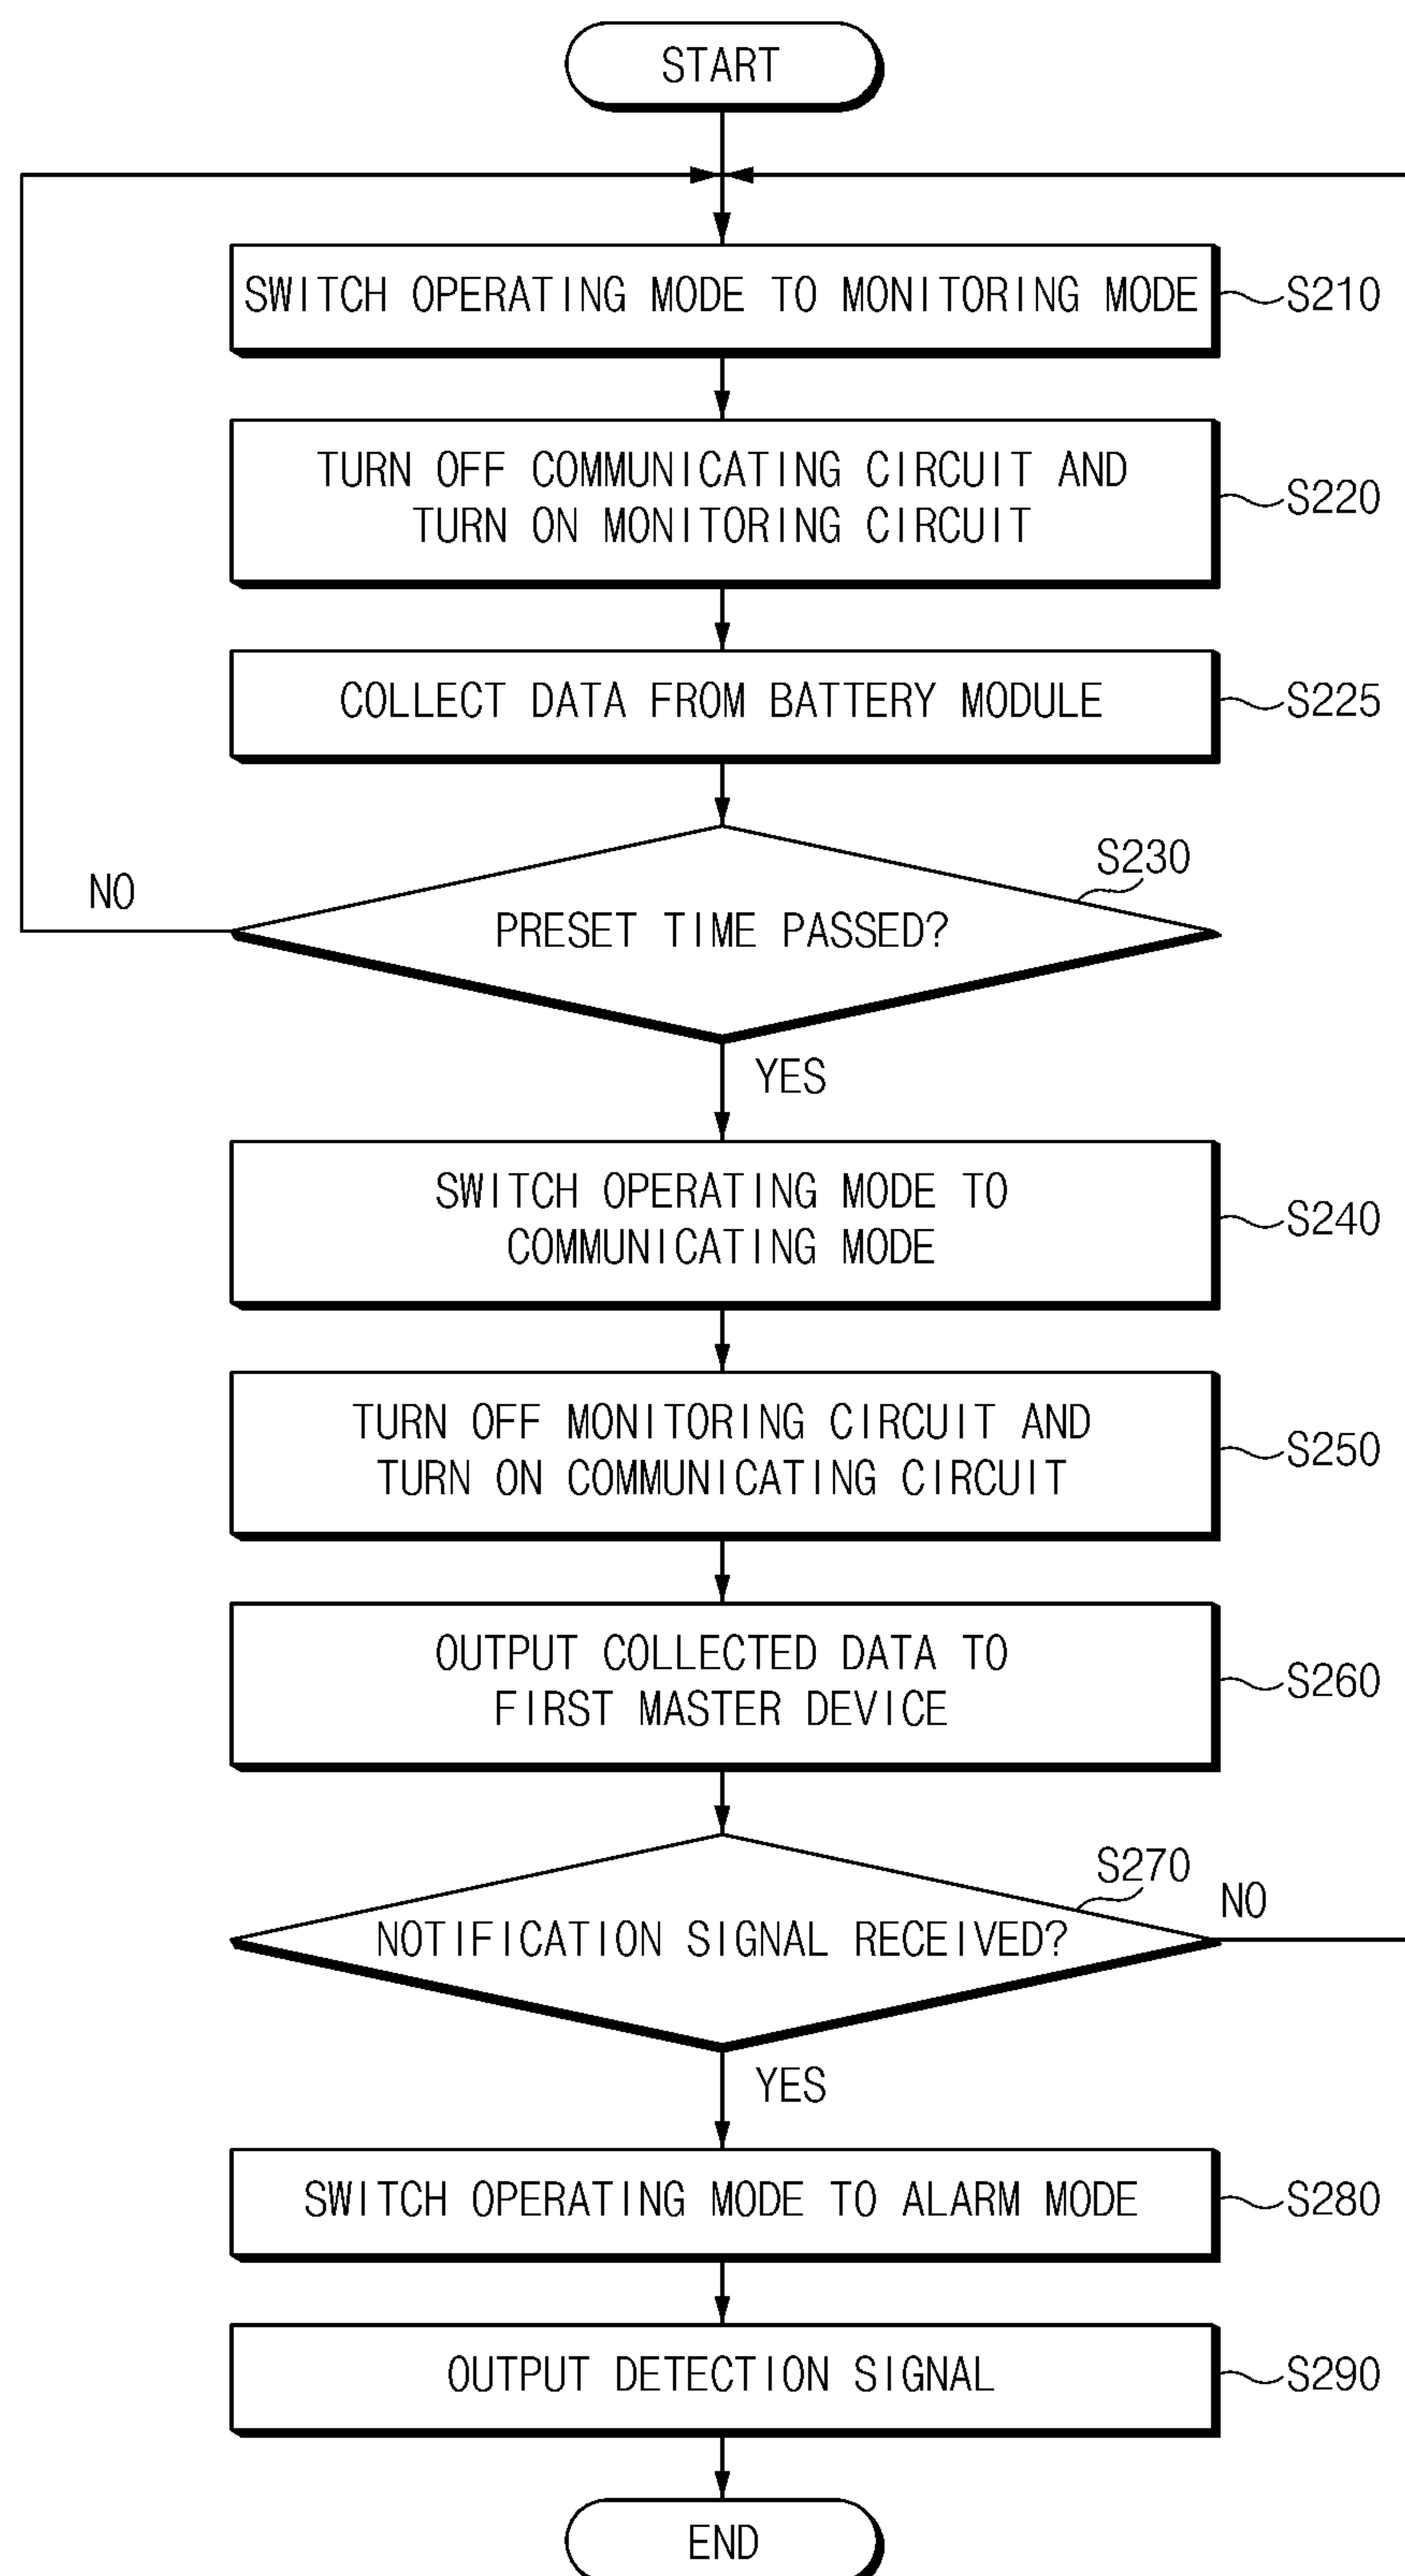 START
SWITCH OPERATING MODE TO MONITORING MODE
S210
TURN OFF COMMUNICATING CIRCUIT AND
TURN ON MONITORING CIRCUIT
S220
COLLECT DATA FROM BATTERY MODULE
S225
S230
NO
PRESET TIME PASSED?
YES
SWITCH OPERATING MODE TO
COMMUNICATING MODE
S240
TURN OFF MONITORING CIRCUIT AND
TURN ON COMMUNICATING CIRCUIT
S250
OUTPUT COLLECTED DATA TO
FIRST MASTER DEVICE
S260
S270
NO
NOTIFICATION SIGNAL RECEIVED?
YES
SWITCH OPERATING MODE TO ALARM MODE
S280
OUTPUT DETECTION SIGNAL
S290
END